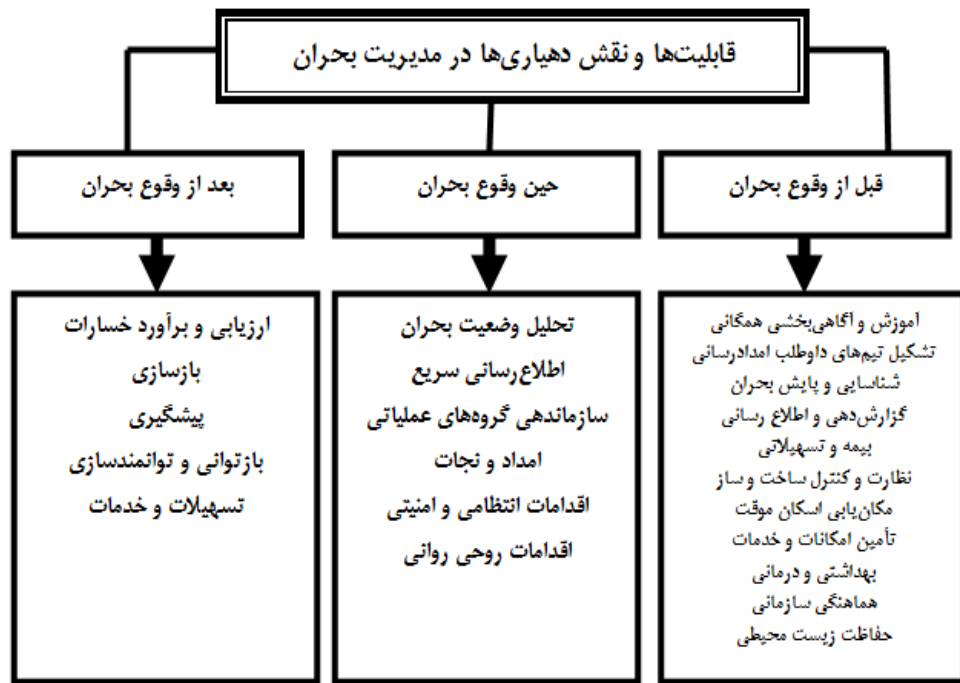 قابلیت‌ها و نقش دهیاری‌ها در مدیریت بحران
قبل از وقوع بحران
آموزش و آگاهی‌بخشی همگانی
تشکیل تیم‌های داوطلب امدادرسانی
شناسایی و پایش بحران
گزارش‌دهی و اطلاع رسانی
بیمه و تسهیلاتی
نظارت و کنترل ساخت و ساز
مکان‌یابی اسکان موقت
تأمین امکانات و خدمات
بهداشتی و درمانی
هماهنگی سازمانی
حفاظت زیست محیطی
حین وقوع بحران
تحلیل وضعیت بحران
اطلاع‌رسانی سریع
سازماندهی گروه‌های عملیاتی
امداد و نجات
اقدامات انتظامی و امنیتی
اقدامات روحی روانی
بعد از وقوع بحران
ارزیابی و برآورد خسارات
بازسازی
پیشگیری
بازتوانی و توانمندسازی
تسهیلات و خدمات